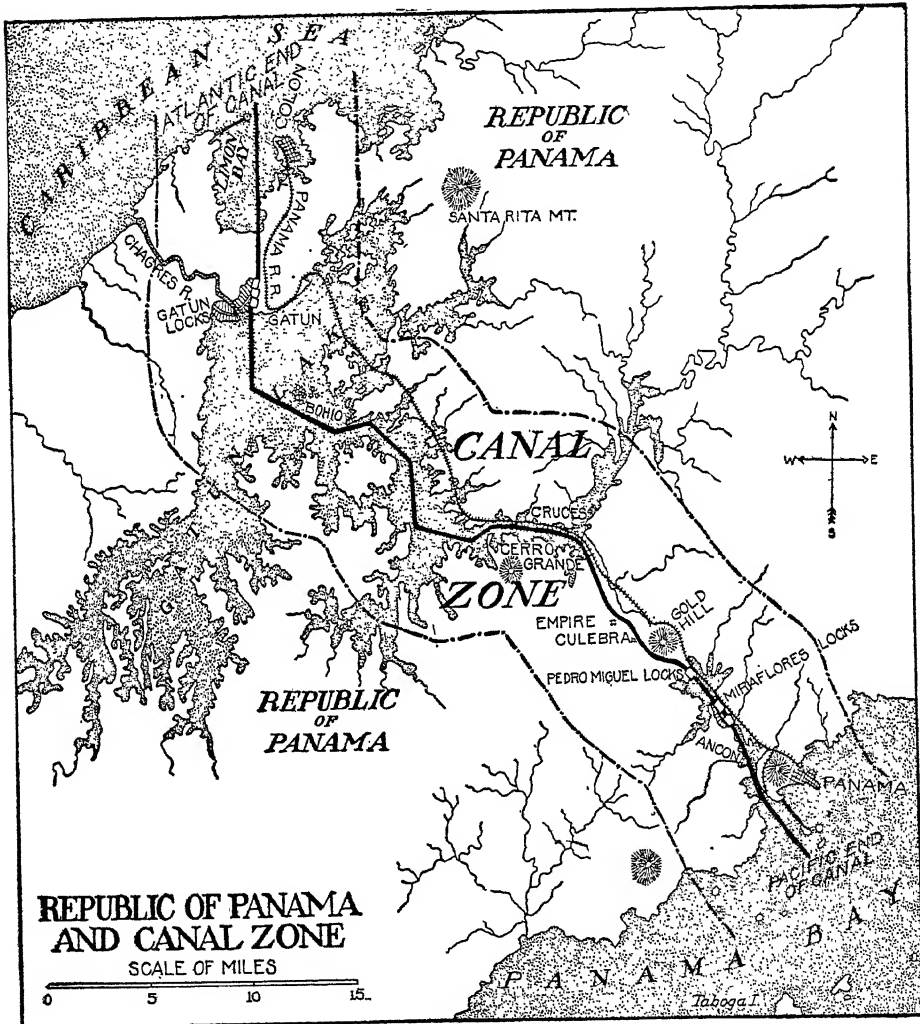 CARIBBEAN SEA
ATLANTIC END
OF CANAL
COLON
LIMON
BAY
REPUBLIC
OF
PANAMA
SANTA RITA MT.
PANAMA R.R.
CHAGRES R.
GATUN
LOCKS
GATUN
BOHIO
GATUN LAKE
CANAL
ZONE
N
W
E
S
CRUCES
CERRO
GRANDE
EMPIRE
CULEBRA
GOLD
HILL
PEDRO MIGUEL LOCKS
MIRAFLORES LOCKS
REPUBLIC
OF
PANAMA
ANCON
PANAMA
PACIFIC END
OF CANAL
PANAMA BAY
Taboga I.
REPUBLIC OF PANAMA
AND CANAL ZONE
SCALE OF MILES
0 5 10 15